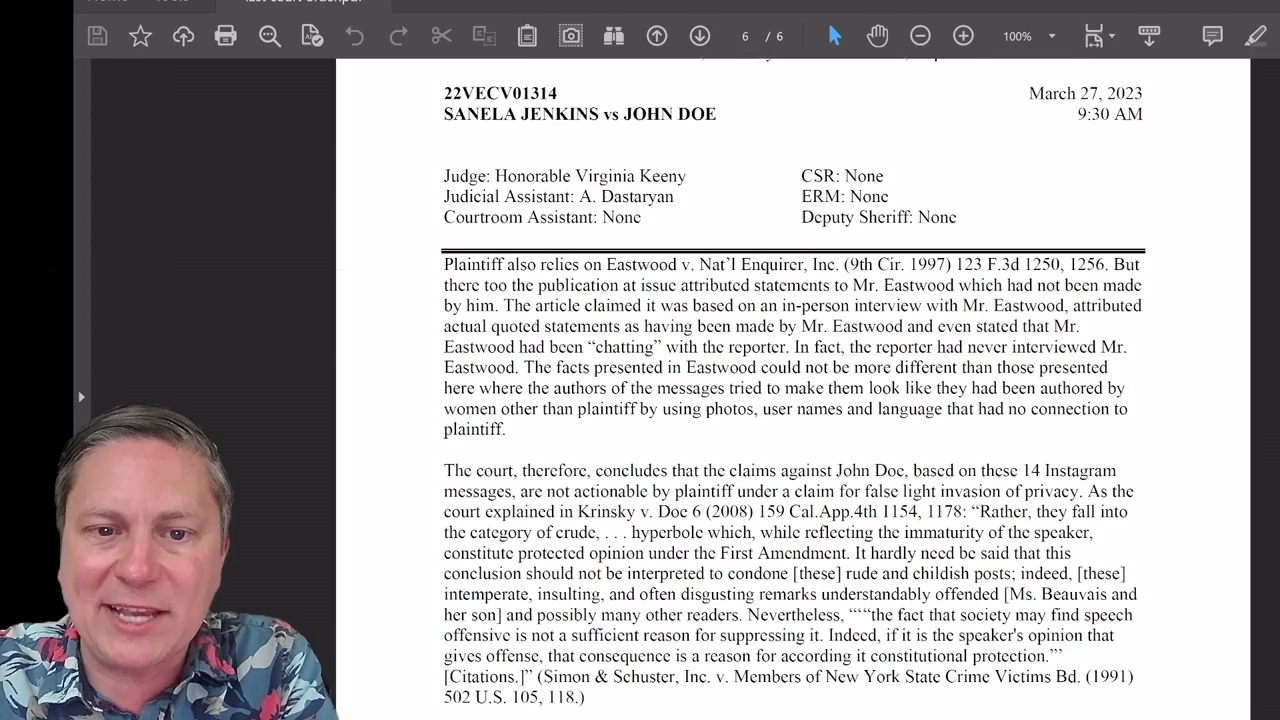 6 / 6
100%
22VECV01314
March 27, 2023
SANELA JENKINS vs JOHN DOE
9:30 AM
Judge: Honorable Virginia Keeny
CSR: None
Judicial Assistant: A. Dastaryan
ERM: None
Courtroom Assistant: None
Deputy Sheriff: None
Plaintiff also relies on Eastwood v. Nat’l Enquirer, Inc. (9th Cir. 1997) 123 F.3d 1250, 1256. But
there too the publication at issue attributed statements to Mr. Eastwood which had not been made
by him. The article claimed it was based on an in-person interview with Mr. Eastwood, attributed
actual quoted statements as having been made by Mr. Eastwood and even stated that Mr.
Eastwood had been “chatting” with the reporter. In fact, the reporter had never interviewed Mr.
Eastwood. The facts presented in Eastwood could not be more different than those presented
here where the authors of the messages tried to make them look like they had been authored by
women other than plaintiff by using photos, user names and language that had no connection to
plaintiff.
The court, therefore, concludes that the claims against John Doe, based on these 14 Instagram
messages, are not actionable by plaintiff under a claim for false light invasion of privacy. As the
court explained in Krinsky v. Doe 6 (2008) 159 Cal.App.4th 1154, 1178: “Rather, they fall into
the category of crude, . . . hyperbole which, while reflecting the immaturity of the speaker,
constitute protected opinion under the First Amendment. It hardly need be said that this
conclusion should not be interpreted to condone [these] rude and childish posts; indeed, [these]
intemperate, insulting, and often disgusting remarks understandably offended [Ms. Beauvais and
her son] and possibly many other readers. Nevertheless, “‘“the fact that society may find speech
offensive is not a sufficient reason for suppressing it. Indeed, if it is the speaker's opinion that
gives offense, that consequence is a reason for according it constitutional protection.”’
[Citations.]” (Simon & Schuster, Inc. v. Members of New York State Crime Victims Bd. (1991)
502 U.S. 105, 118.)